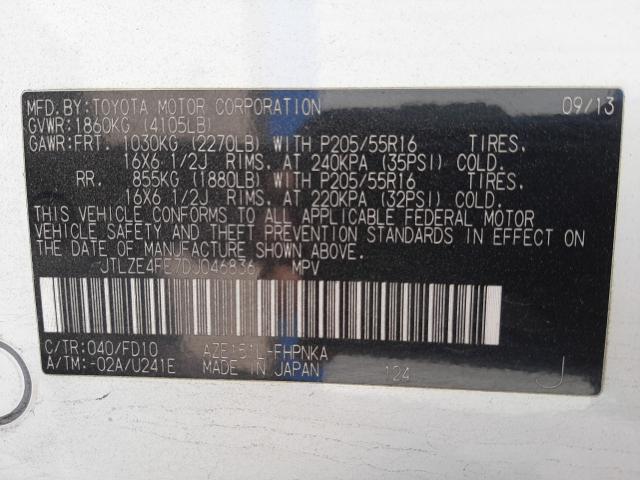 MFD. BY: TOYOTA MOTOR CORPORATION 09/13
GVWR: 1860KG (4105LB)
GAWR: FRT. 1030KG (2270LB) WITH P205/55R16 TIRES,
16X6 1/2J RIMS, AT 240KPA (35PSI) COLD.
RR. 855KG (1880LB) WITH P205/55R16 TIRES,
16X6 1/2J RIMS, AT 220KPA (32PSI) COLD.
THIS VEHICLE CONFORMS TO ALL APPLICABLE FEDERAL MOTOR
VEHICLE SAFETY AND THEFT PREVENTION STANDARDS IN EFFECT ON
THE DATE OF MANUFACTURE SHOWN ABOVE.
JTLZE4FE7DJ046836 MPV
C/TR: 040/FD10 AZE151L-FHPNKA
A/TM: -02A/U241E MADE IN JAPAN 124 J